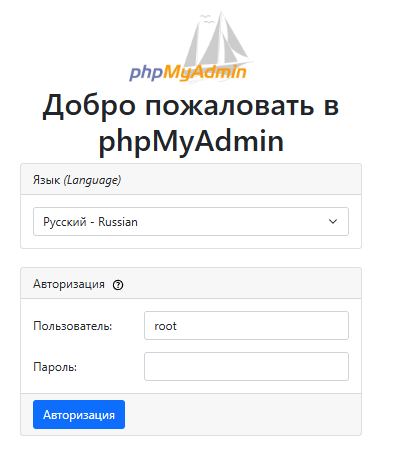 phpMyAdmin
Добро пожаловать в
phpMyAdmin
Язык (Language)
Русский - Russian
Авторизация
Пользователь:
root
Пароль:
Авторизация